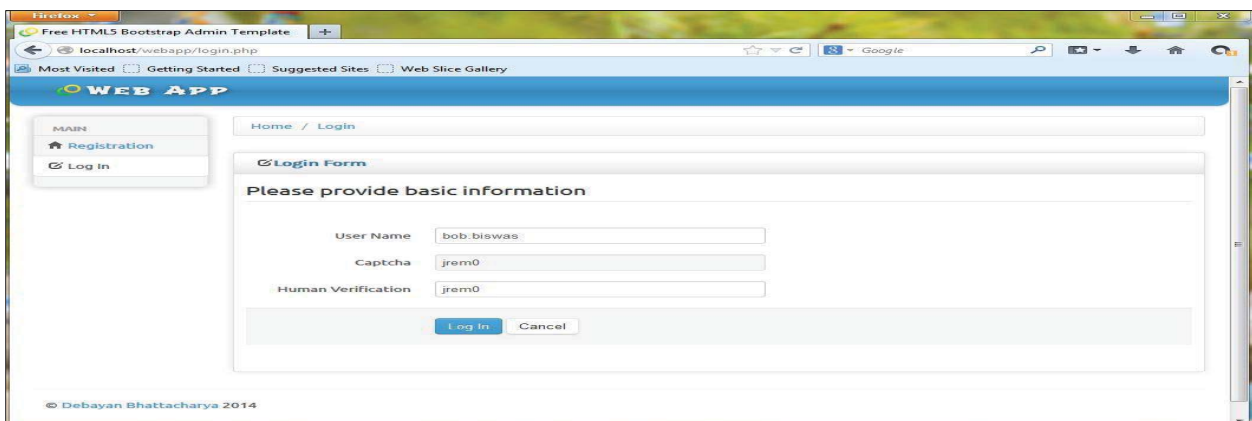 Firefox
Free HTML5 Bootstrap Admin Template
localhost/webapp/login.php
Google
Most Visited Getting Started Suggested Sites Web Slice Gallery
WEB APP
MAIN
Registration
Log In
Home / Login
Login Form
Please provide basic information
User Name bob.biswas
Captcha jrem0
Human Verification jrem0
Log In Cancel
© Debayan Bhattacharya 2014